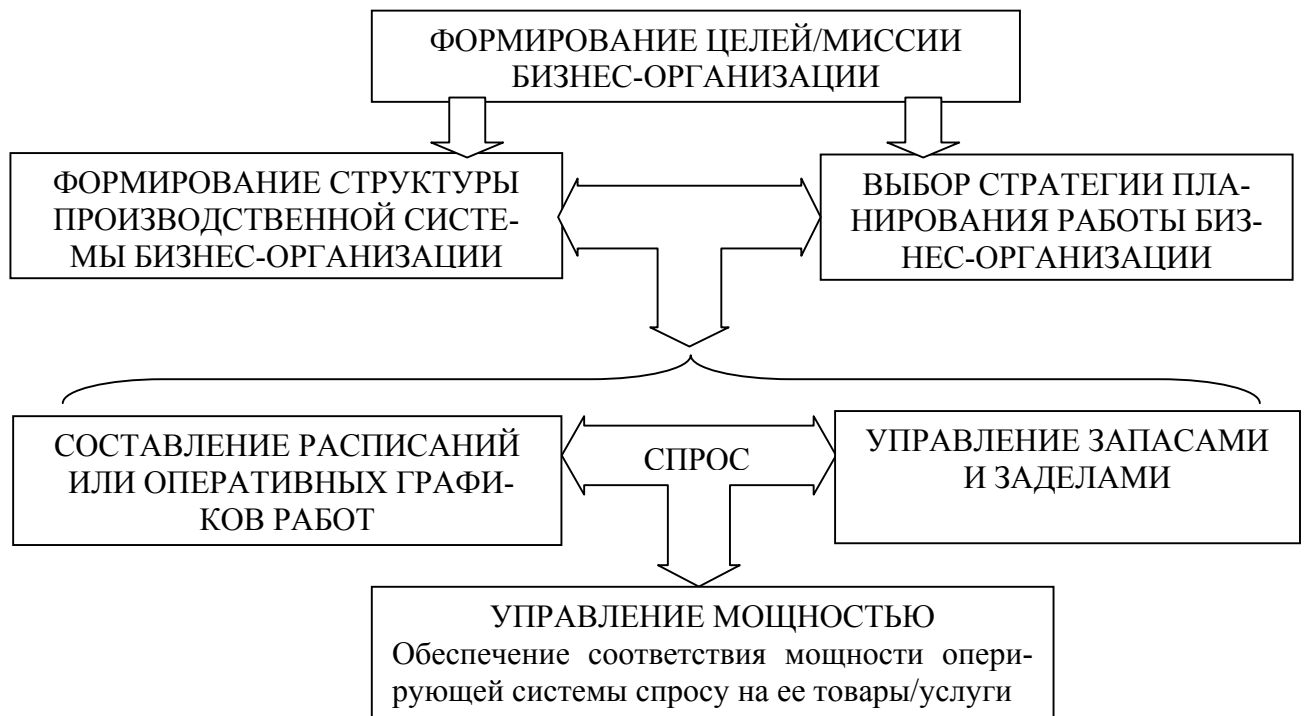 ФОРМИРОВАНИЕ ЦЕЛЕЙ/МИССИИ
БИЗНЕС-ОРГАНИЗАЦИИ
ФОРМИРОВАНИЕ СТРУКТУРЫ
ПРОИЗВОДСТВЕННОЙ СИСТЕ-
МЫ БИЗНЕС-ОРГАНИЗАЦИИ
ВЫБОР СТРАТЕГИИ ПЛА-
НИРОВАНИЯ РАБОТЫ БИЗ-
НЕС-ОРГАНИЗАЦИИ
СОСТАВЛЕНИЕ РАСПИСАНИЙ
ИЛИ ОПЕРАТИВНЫХ ГРАФИ-
КОВ РАБОТ
СПРОС
УПРАВЛЕНИЕ ЗАПАСАМИ
И ЗАДЕЛАМИ
УПРАВЛЕНИЕ МОЩНОСТЬЮ
Обеспечение соответствия мощности опери-
рующей системы спросу на ее товары/услуги